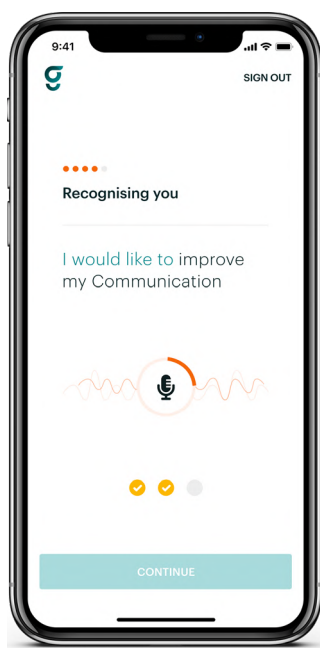 9:41
SIGN OUT
Recognising you
I would like to improve
my Communication
CONTINUE